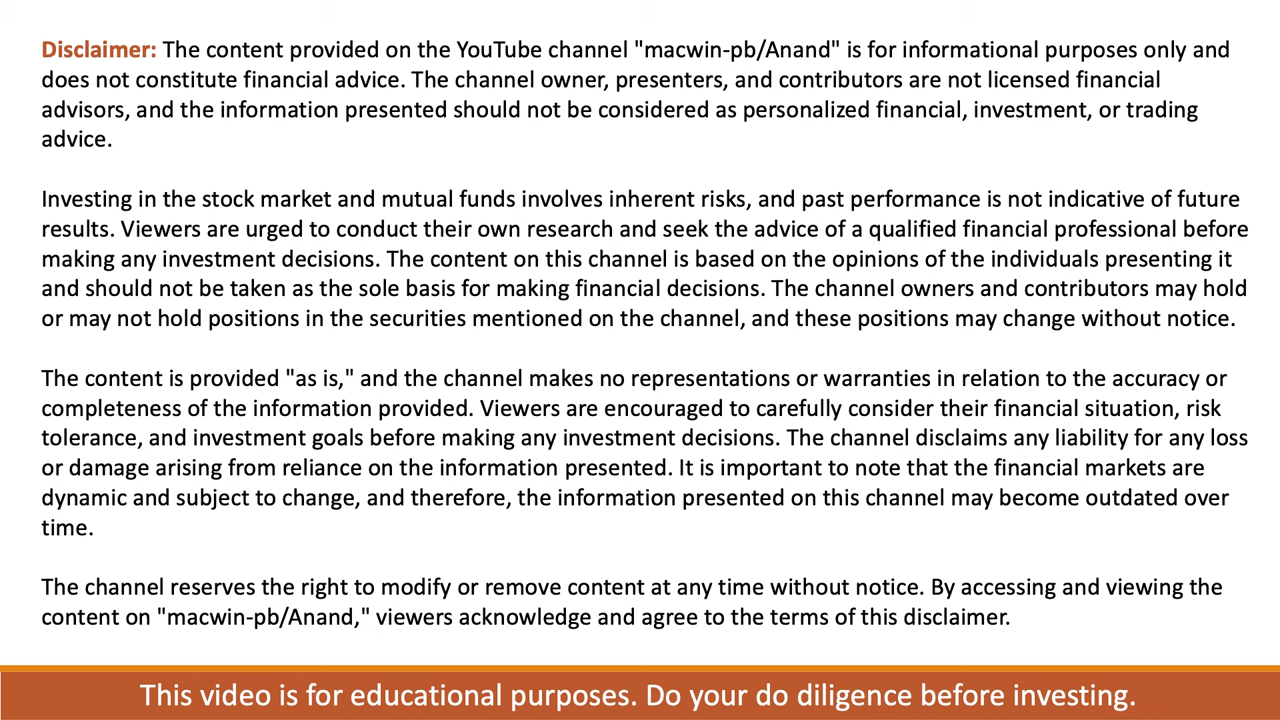 Disclaimer: The content provided on the YouTube channel "macwin-pb/Anand" is for informational purposes only and
does not constitute financial advice. The channel owner, presenters, and contributors are not licensed financial
advisors, and the information presented should not be considered as personalized financial, investment, or trading
advice.
Investing in the stock market and mutual funds involves inherent risks, and past performance is not indicative of future
results. Viewers are urged to conduct their own research and seek the advice of a qualified financial professional before
making any investment decisions. The content on this channel is based on the opinions of the individuals presenting it
and should not be taken as the sole basis for making financial decisions. The channel owners and contributors may hold
or may not hold positions in the securities mentioned on the channel, and these positions may change without notice.
The content is provided "as is," and the channel makes no representations or warranties in relation to the accuracy or
completeness of the information provided. Viewers are encouraged to carefully consider their financial situation, risk
tolerance, and investment goals before making any investment decisions. The channel disclaims any liability for any loss
or damage arising from reliance on the information presented. It is important to note that the financial markets are
dynamic and subject to change, and therefore, the information presented on this channel may become outdated over
time.
The channel reserves the right to modify or remove content at any time without notice. By accessing and viewing the
content on "macwin-pb/Anand," viewers acknowledge and agree to the terms of this disclaimer.
This video is for educational purposes. Do your do diligence before investing.